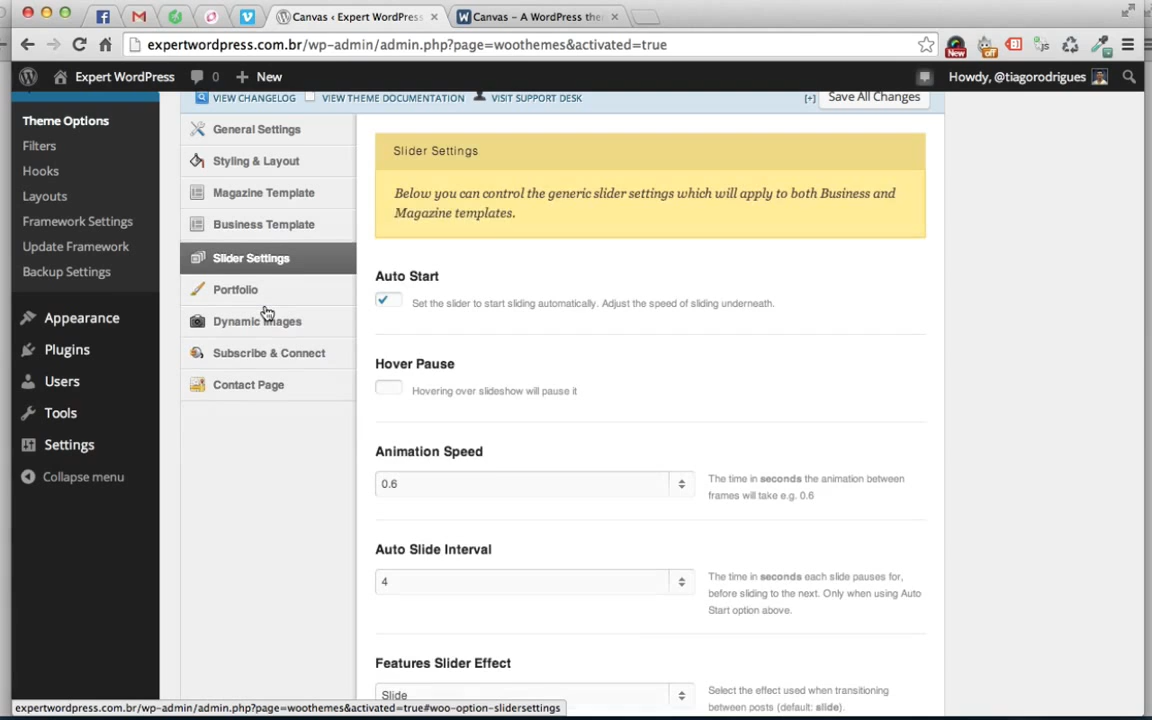 Canvas ‹ Expert WordPress
Canvas – A WordPress the
expertwordpress.com.br/wp-admin/admin.php?page=woothemes&activated=true
New
off
js
Expert WordPress
0
New
Howdy, @tiagorodrigues
VIEW CHANGELOG
VIEW THEME DOCUMENTATION
VISIT SUPPORT DESK
[+]
Save All Changes
Theme Options
Filters
Hooks
Layouts
Framework Settings
Update Framework
Backup Settings
Appearance
Plugins
Users
Tools
Settings
Collapse menu
General Settings
Styling & Layout
Magazine Template
Business Template
Slider Settings
Portfolio
Dynamic Images
Subscribe & Connect
Contact Page
Slider Settings
Below you can control the generic slider settings which will apply to both Business and
Magazine templates.
Auto Start
Set the slider to start sliding automatically. Adjust the speed of sliding underneath.
Hover Pause
Hovering over slideshow will pause it
Animation Speed
0.6
The time in seconds the animation between
frames will take e.g. 0.6
Auto Slide Interval
4
The time in seconds each slide pauses for,
before sliding to the next. Only when using Auto
Start option above.
Features Slider Effect
Slide
Select the effect used when transitioning
between posts (default: slide).
expertwordpress.com.br/wp-admin/admin.php?page=woothemes&activated=true#woo-option-slidersettings